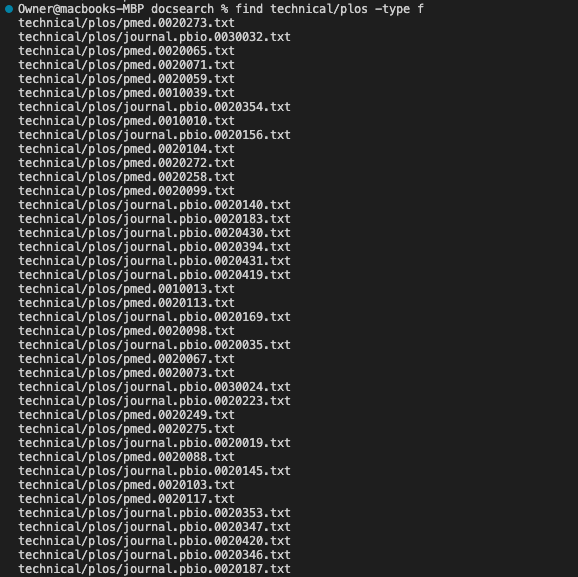 Owner@macbooks-MBP docsearch % find technical/plos -type f
technical/plos/pmed.0020273.txt
technical/plos/journal.pbio.0030032.txt
technical/plos/pmed.0020065.txt
technical/plos/pmed.0020071.txt
technical/plos/pmed.0020059.txt
technical/plos/pmed.0010039.txt
technical/plos/journal.pbio.0020354.txt
technical/plos/pmed.0010010.txt
technical/plos/journal.pbio.0020156.txt
technical/plos/pmed.0020104.txt
technical/plos/pmed.0020272.txt
technical/plos/pmed.0020258.txt
technical/plos/pmed.0020099.txt
technical/plos/journal.pbio.0020140.txt
technical/plos/journal.pbio.0020183.txt
technical/plos/journal.pbio.0020430.txt
technical/plos/journal.pbio.0020394.txt
technical/plos/journal.pbio.0020431.txt
technical/plos/journal.pbio.0020419.txt
technical/plos/pmed.0010013.txt
technical/plos/pmed.0020113.txt
technical/plos/journal.pbio.0020169.txt
technical/plos/pmed.0020098.txt
technical/plos/journal.pbio.0020035.txt
technical/plos/pmed.0020067.txt
technical/plos/pmed.0020073.txt
technical/plos/journal.pbio.0030024.txt
technical/plos/journal.pbio.0020223.txt
technical/plos/pmed.0020249.txt
technical/plos/pmed.0020275.txt
technical/plos/journal.pbio.0020019.txt
technical/plos/pmed.0020088.txt
technical/plos/journal.pbio.0020145.txt
technical/plos/pmed.0020103.txt
technical/plos/pmed.0020117.txt
technical/plos/journal.pbio.0020353.txt
technical/plos/journal.pbio.0020347.txt
technical/plos/journal.pbio.0020420.txt
technical/plos/journal.pbio.0020346.txt
technical/plos/journal.pbio.0020187.txt